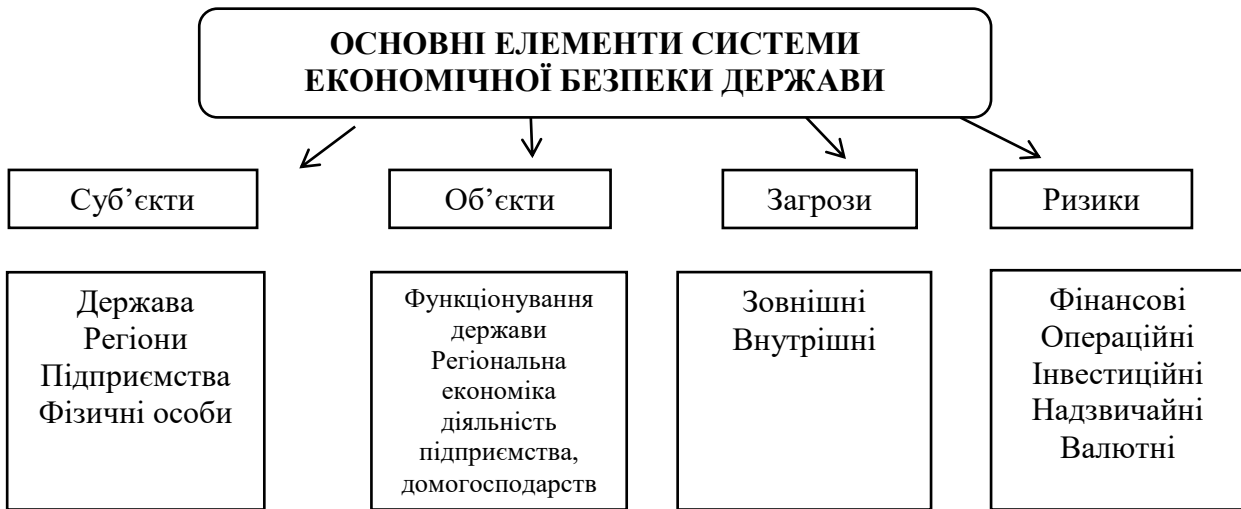 ОСНОВНІ ЕЛЕМЕНТИ СИСТЕМИ
ЕКОНОМІЧНОЇ БЕЗПЕКИ ДЕРЖАВИ
Суб’єкти
Об’єкти
Загрози
Ризики
Держава
Регіони
Підприємства
Фізичні особи
Функціонування
держави
Регіональна
економіка
діяльність
підприємства,
домогосподарств
Зовнішні
Внутрішні
Фінансові
Операційні
Інвестиційні
Надзвичайні
Валютні